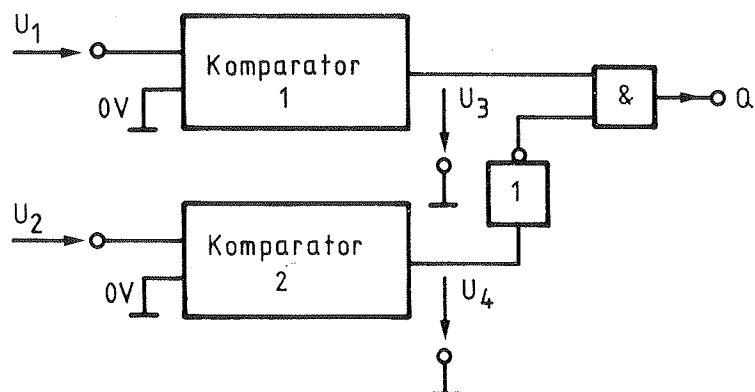 U1
Komparator
1
0V
U3
&
Q
1
U2
Komparator
2
0V
U4